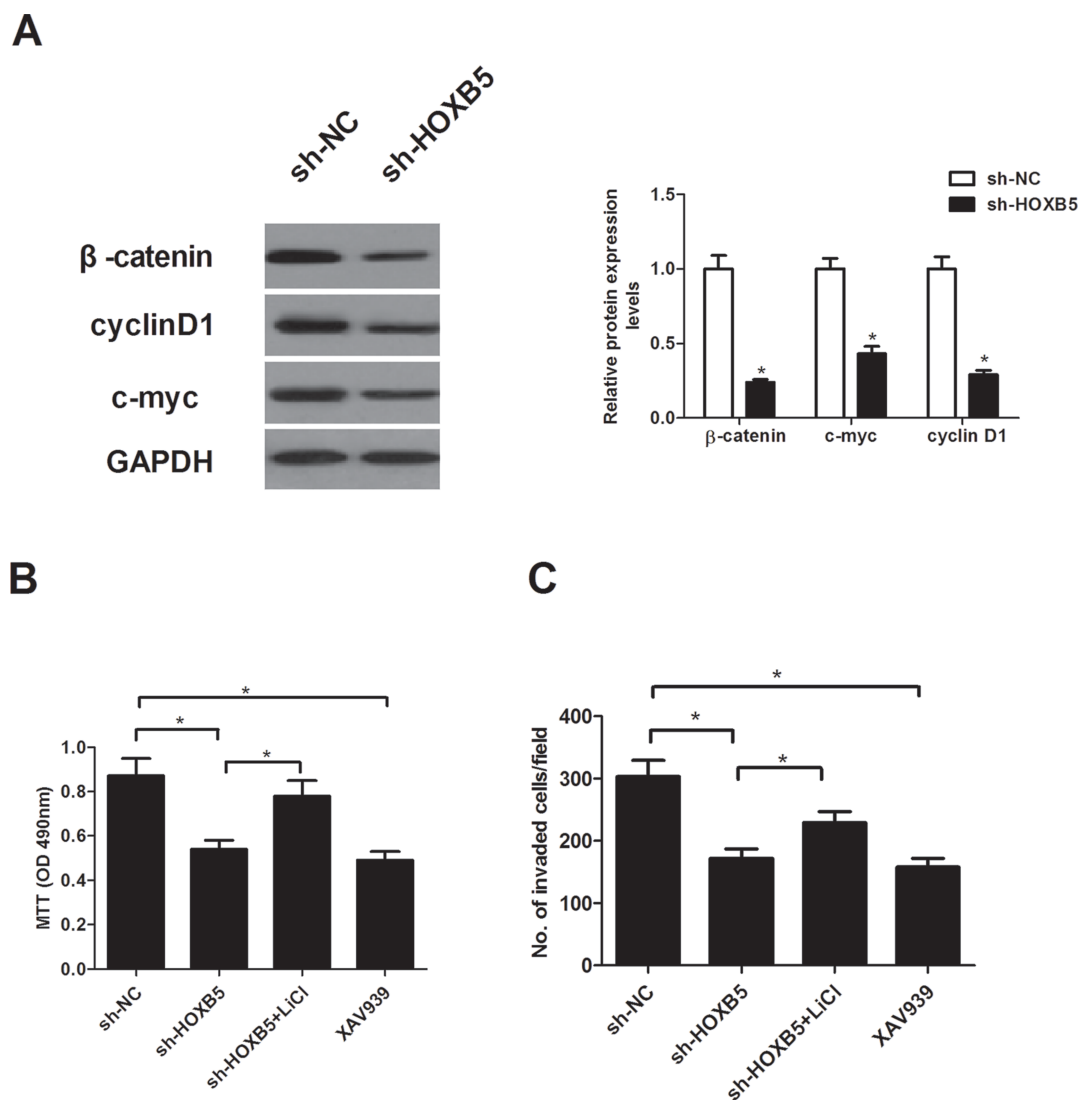 A
sh-NC
sh-HOXB5
β -catenin
cyclinD1
c-myc
GAPDH
sh-NC
sh-HOXB5
Relative protein expression
levels
1.5
1.0
0.5
0.0
*
*
*
β-catenin
c-myc
cyclin D1
B
*
*
*
MTT (OD 490nm)
1.0
0.8
0.6
0.4
0.2
0.0
sh-NC
sh-HOXB5
sh-HOXB5+LiCl
XAV939
C
*
*
*
No. of invaded cells/field
400
300
200
100
0
sh-NC
sh-HOXB5
sh-HOXB5+LiCl
XAV939